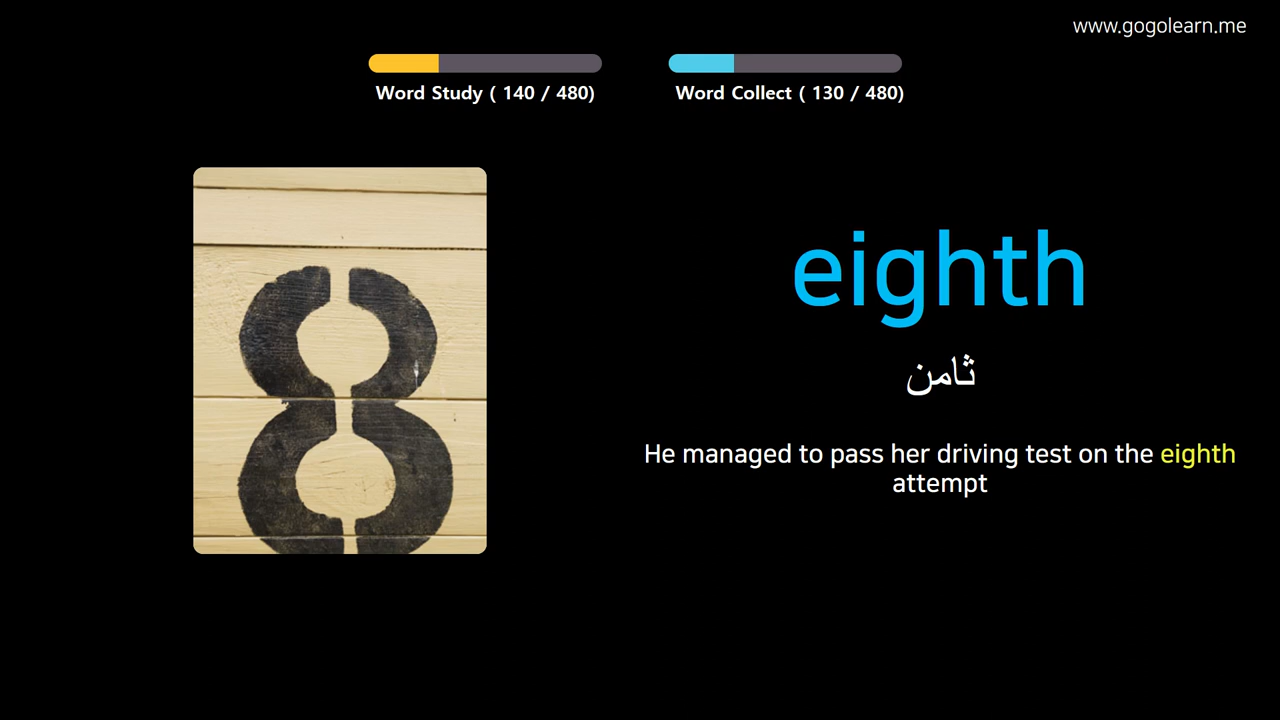 www.gogolearn.me
Word Study ( 140 / 480)
Word Collect ( 130 / 480)
8
eighth
ثامن
He managed to pass her driving test on the eighth
attempt